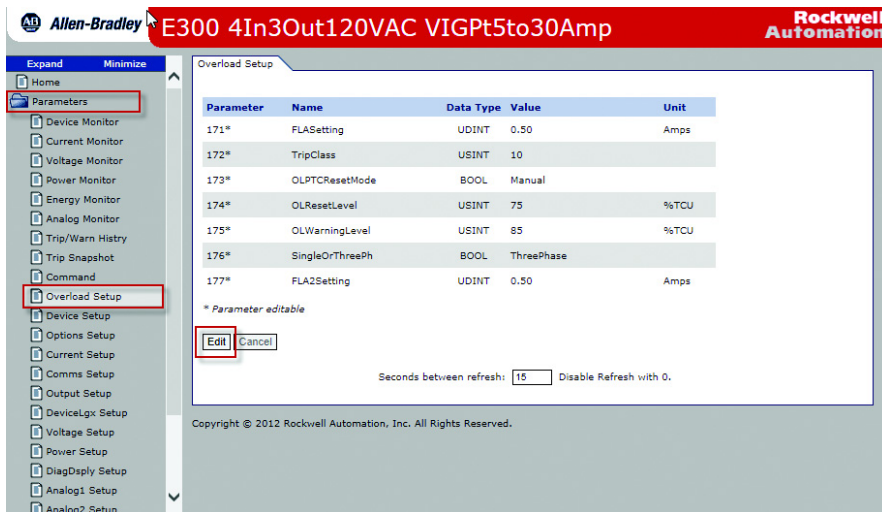 AB Allen-Bradley
E300 4In3Out120VAC VIGPt5to30Amp
Rockwell
Automation
Expand Minimize
Home
Parameters
Device Monitor
Current Monitor
Voltage Monitor
Power Monitor
Energy Monitor
Analog Monitor
Trip/Warn Histry
Trip Snapshot
Command
Overload Setup
Device Setup
Options Setup
Current Setup
Comms Setup
Output Setup
DeviceLgx Setup
Voltage Setup
Power Setup
DiagDsply Setup
Analog1 Setup
Analog2 Setup
Overload Setup
Parameter Name Data Type Value Unit
171* FLASetting UDINT 0.50 Amps
172* TripClass USINT 10
173* OLPTCResetMode BOOL Manual
174* OLResetLevel USINT 75 %TCU
175* OLWarningLevel USINT 85 %TCU
176* SingleOrThreePh BOOL ThreePhase
177* FLA2Setting UDINT 0.50 Amps
* Parameter editable
Edit Cancel
Seconds between refresh: 15 Disable Refresh with 0.
Copyright © 2012 Rockwell Automation, Inc. All Rights Reserved.